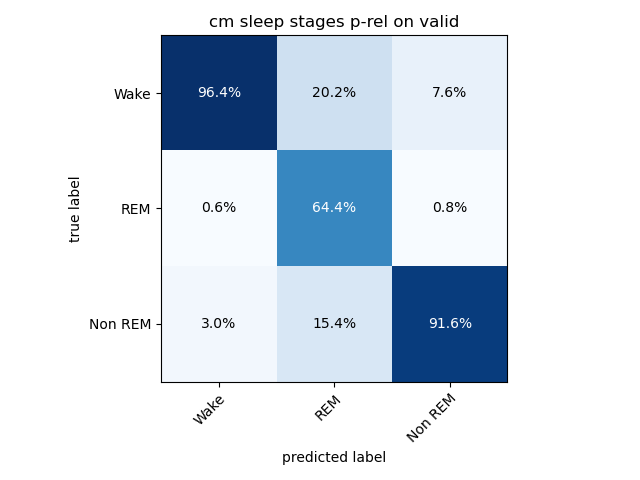 cm sleep stages p-rel on valid
Wake 96.4% 20.2% 7.6%
REM 0.6% 64.4% 0.8%
Non REM 3.0% 15.4% 91.6%
true label
Wake REM Non REM
predicted label